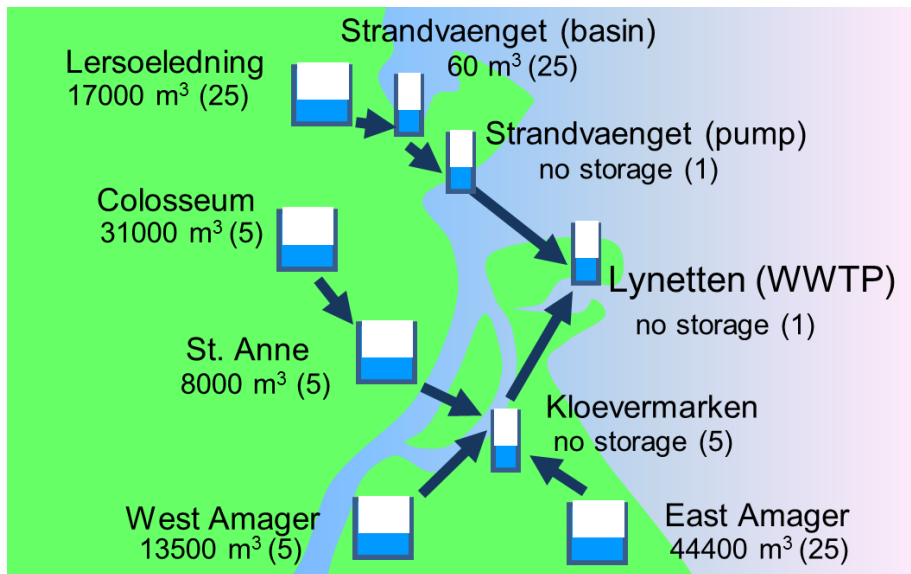 Strandvaenget (basin)
60 m³ (25)
Lersoeledning
17000 m³ (25)
Strandvaenget (pump)
no storage (1)
Colosseum
31000 m³ (5)
Lynetten (WWTP)
no storage (1)
St. Anne
8000 m³ (5)
Kloevermarken
no storage (5)
West Amager
13500 m³ (5)
East Amager
44400 m³ (25)